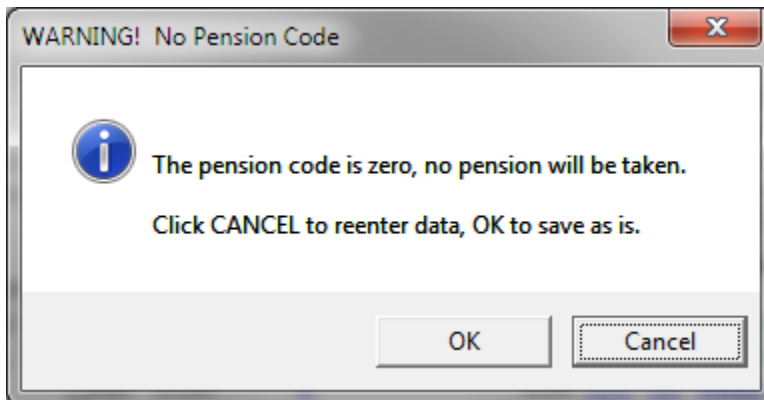 WARNING!  No Pension Code
The pension code is zero, no pension will be taken.
Click CANCEL to reenter data, OK to save as is.
OK
Cancel